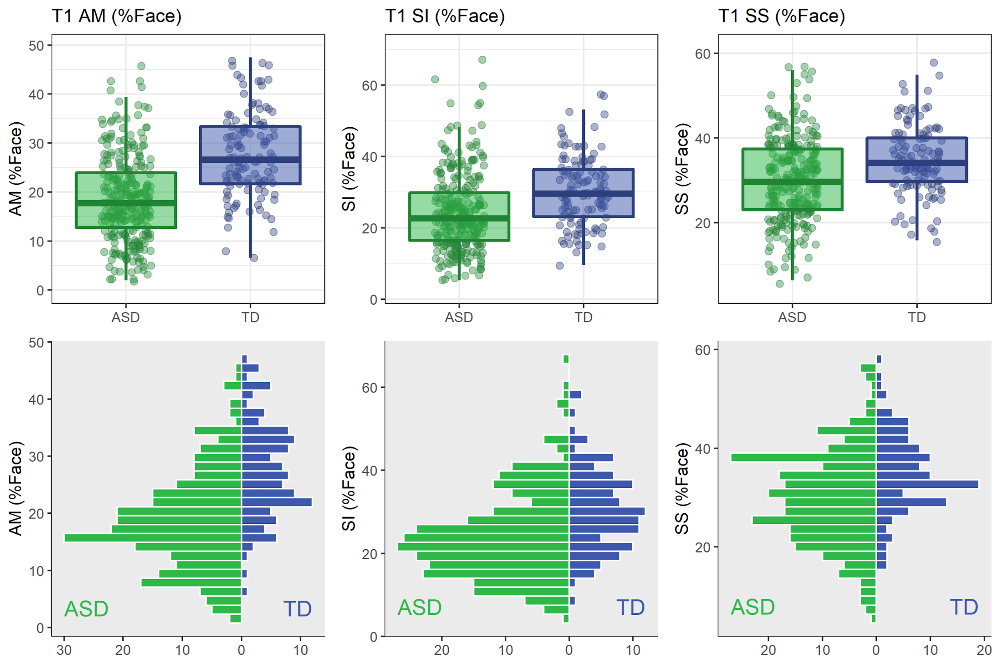 T1 AM (%Face)
AM (%Face)
50
40
30
20
10
0
ASD TD
T1 SI (%Face)
SI (%Face)
60
40
20
0
ASD TD
T1 SS (%Face)
SS (%Face)
60
40
20
ASD TD
AM (%Face)
50
40
30
20
10
0
ASD TD
30 20 10 0 10
SI (%Face)
60
40
20
0
ASD TD
20 10 0 10
SS (%Face)
60
40
20
ASD TD
20 10 0 10 20